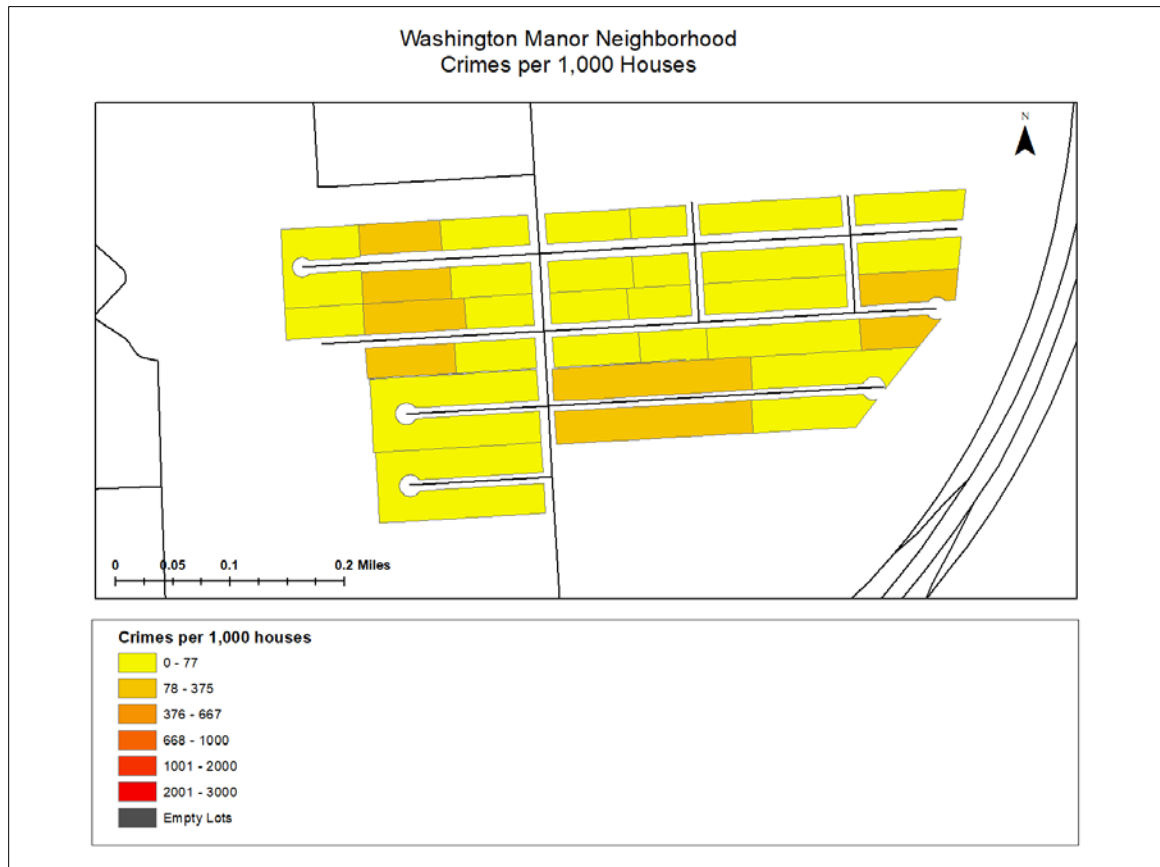 Washington Manor Neighborhood
Crimes per 1,000 Houses
N
0 0.05 0.1 0.2 Miles
Crimes per 1,000 houses
0 - 77
78 - 375
376 - 667
668 - 1000
1001 - 2000
2001 - 3000
Empty Lots